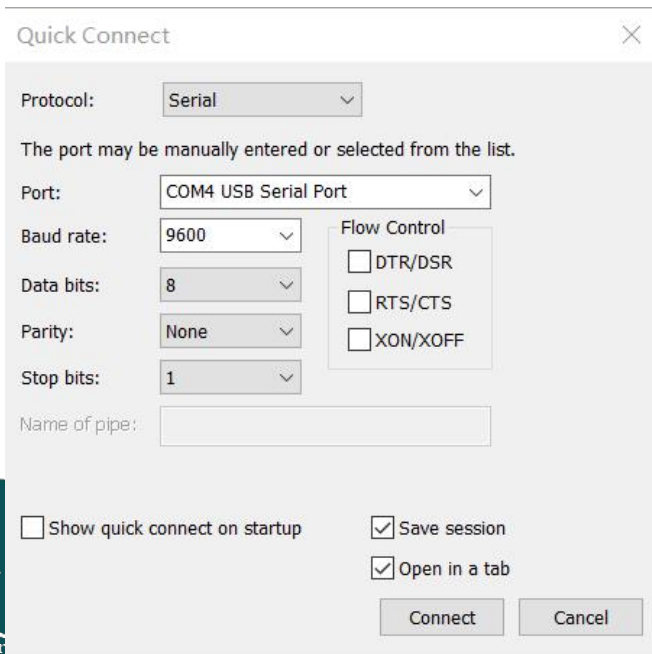 Quick Connect
Protocol: Serial
The port may be manually entered or selected from the list.
Port: COM4 USB Serial Port
Baud rate: 9600 Flow Control
DTR/DSR
Data bits: 8
RTS/CTS
Parity: None
XON/XOFF
Stop bits: 1
Name of pipe:
Show quick connect on startup Save session
Open in a tab
Connect Cancel